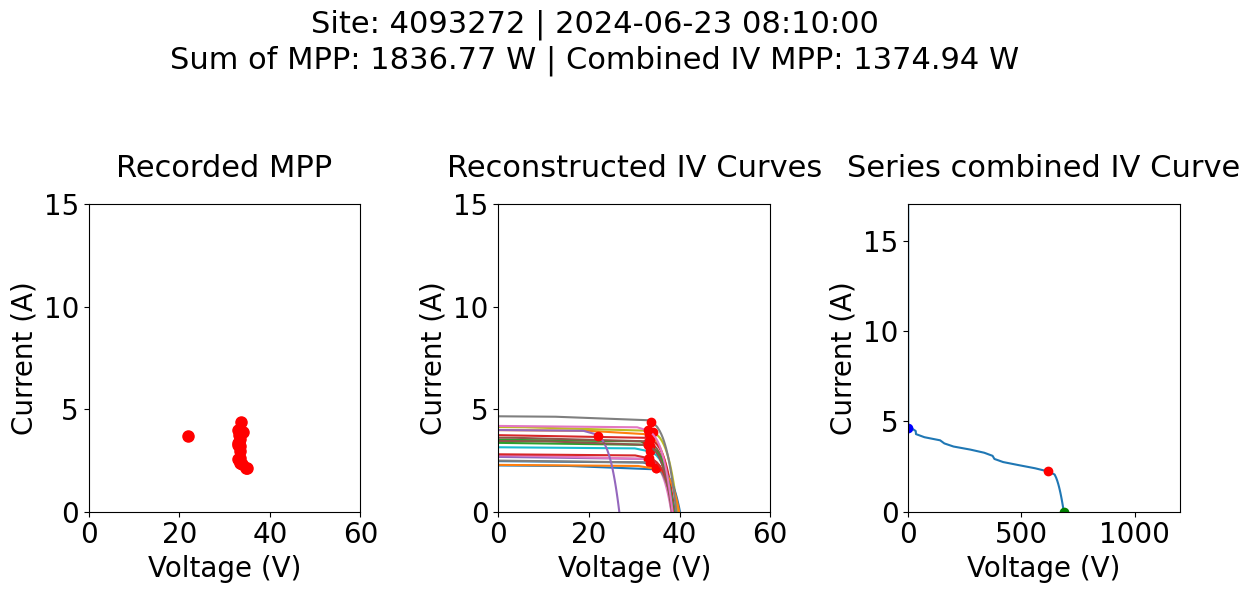 Site: 4093272 | 2024-06-23 08:10:00
Sum of MPP: 1836.77 W | Combined IV MPP: 1374.94 W
Recorded MPP
Reconstructed IV Curves
Series combined IV Curve
15
10
5
0
0 20 40 60
Current (A)
Voltage (V)
15
10
5
0
0 20 40 60
Current (A)
Voltage (V)
15
10
5
0
0 500 1000
Current (A)
Voltage (V)